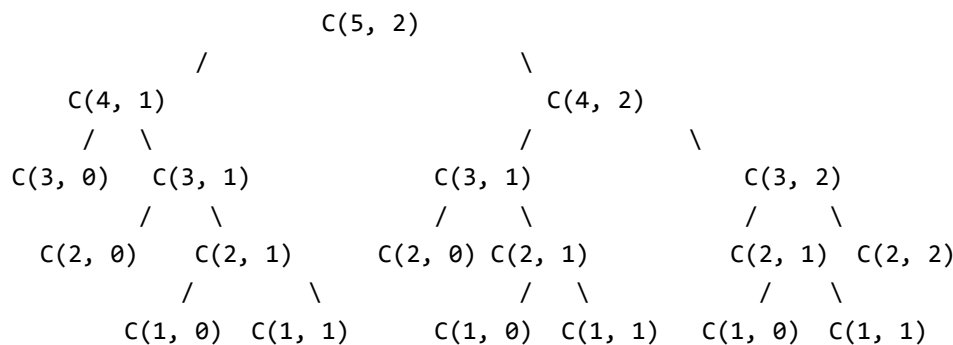 C(5, 2)
/ \
C(4, 1) C(4, 2)
/ \ / \
C(3, 0) C(3, 1) C(3, 1) C(3, 2)
/ \ / \ / \
C(2, 0) C(2, 1) C(2, 0) C(2, 1) C(2, 1) C(2, 2)
/ \ / \ / \
C(1, 0) C(1, 1) C(1, 0) C(1, 1) C(1, 0) C(1, 1)